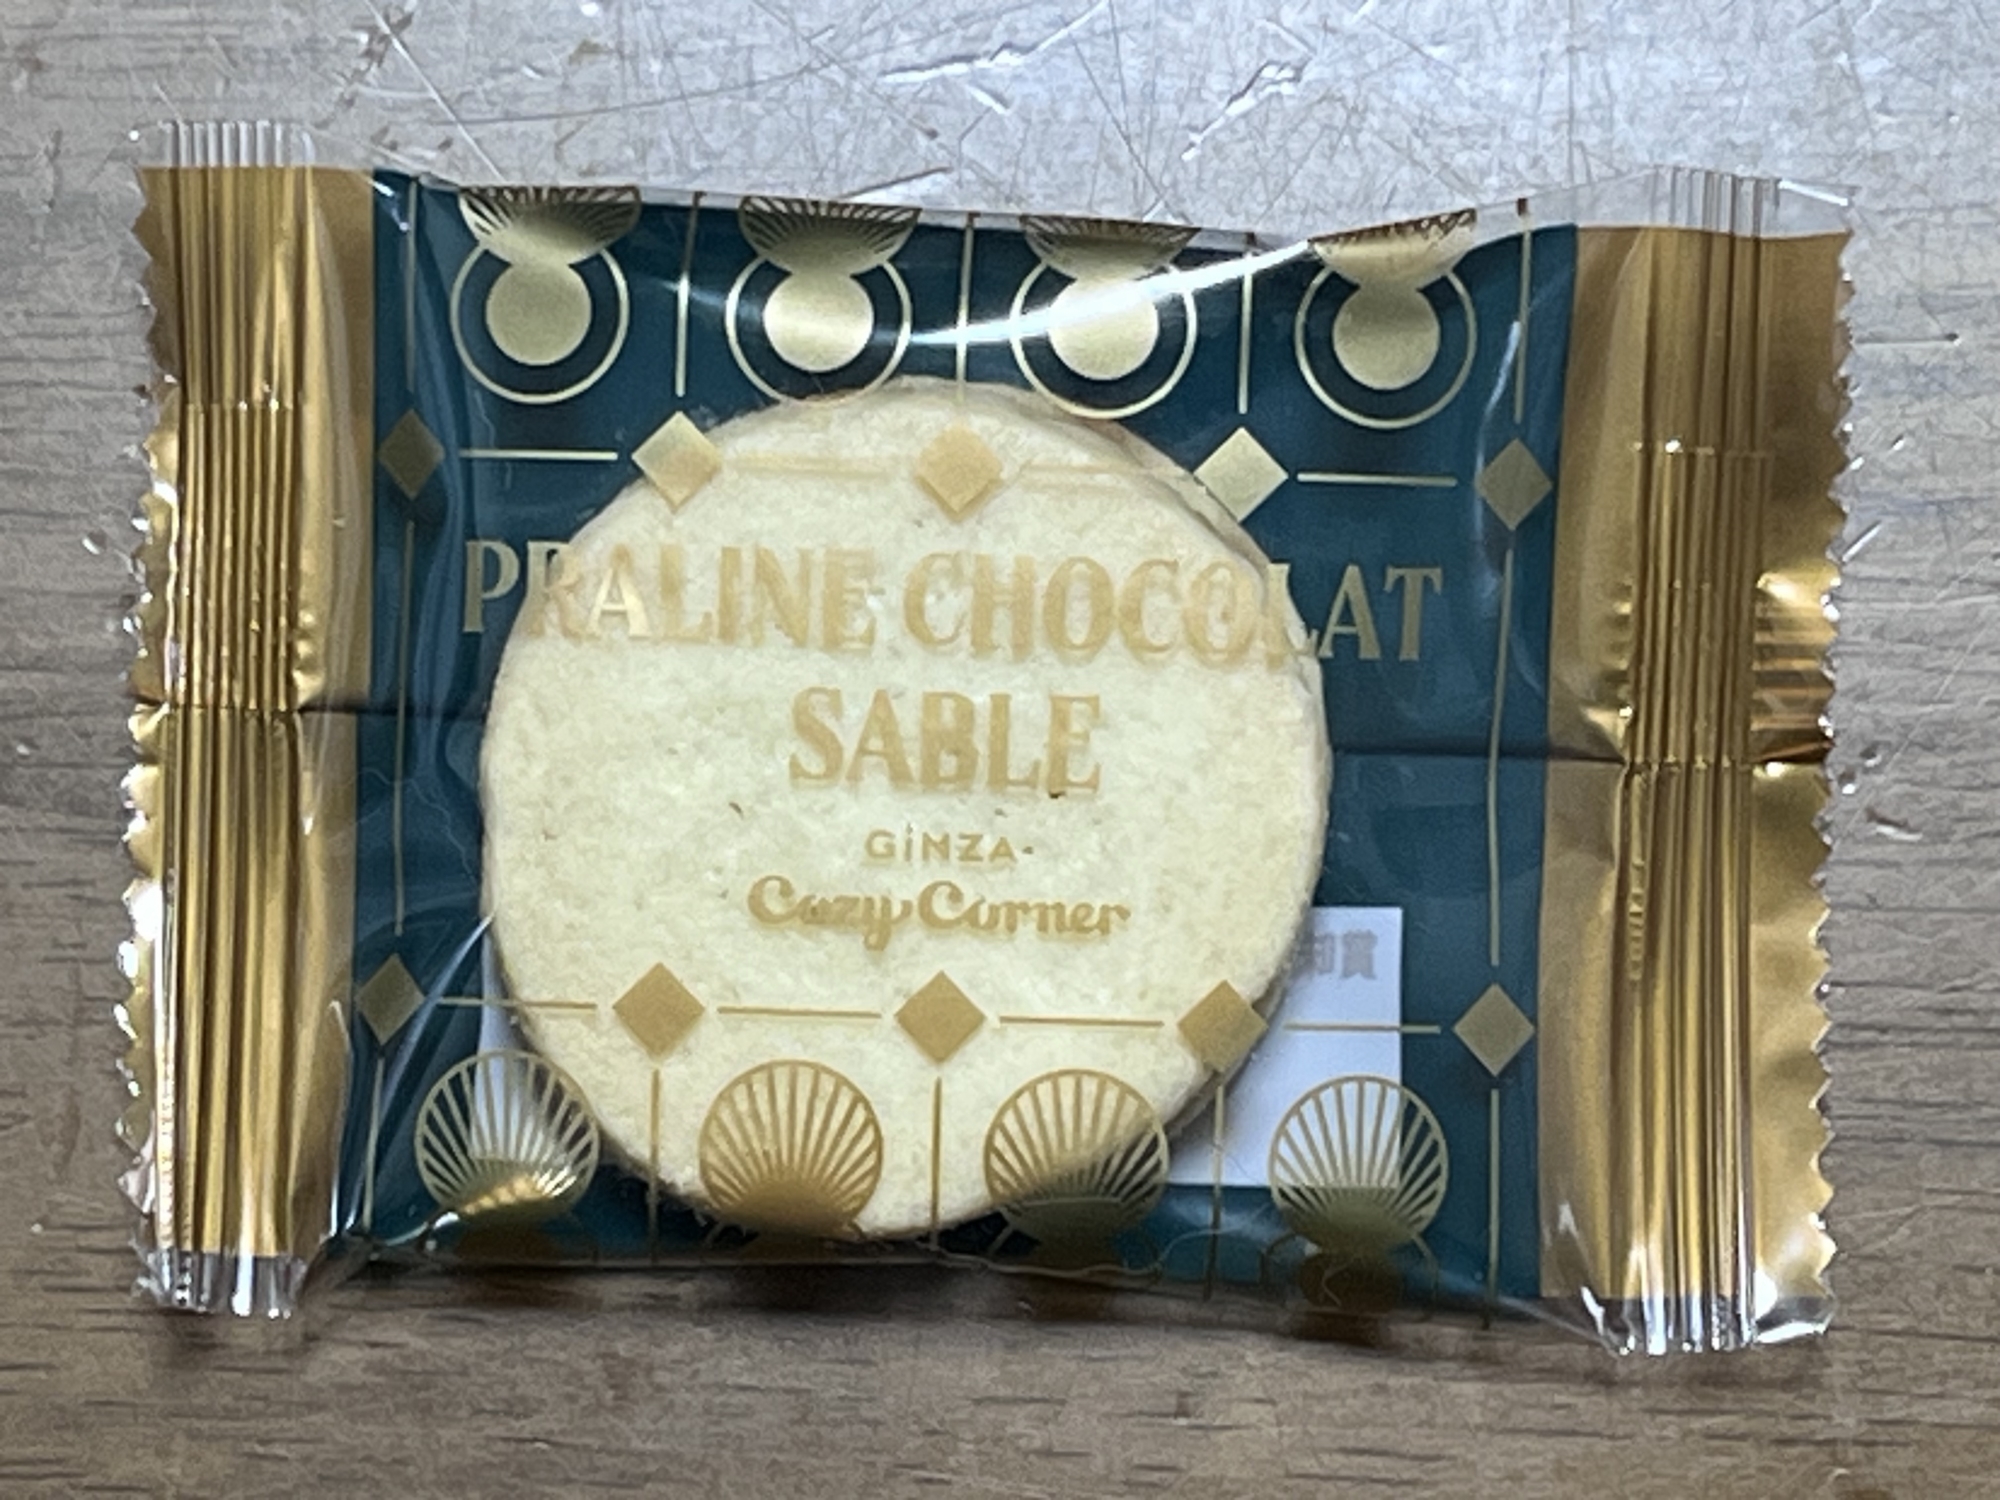 PRALINE CHOCOLAT
SABLE
GINZA
Cozy Corner